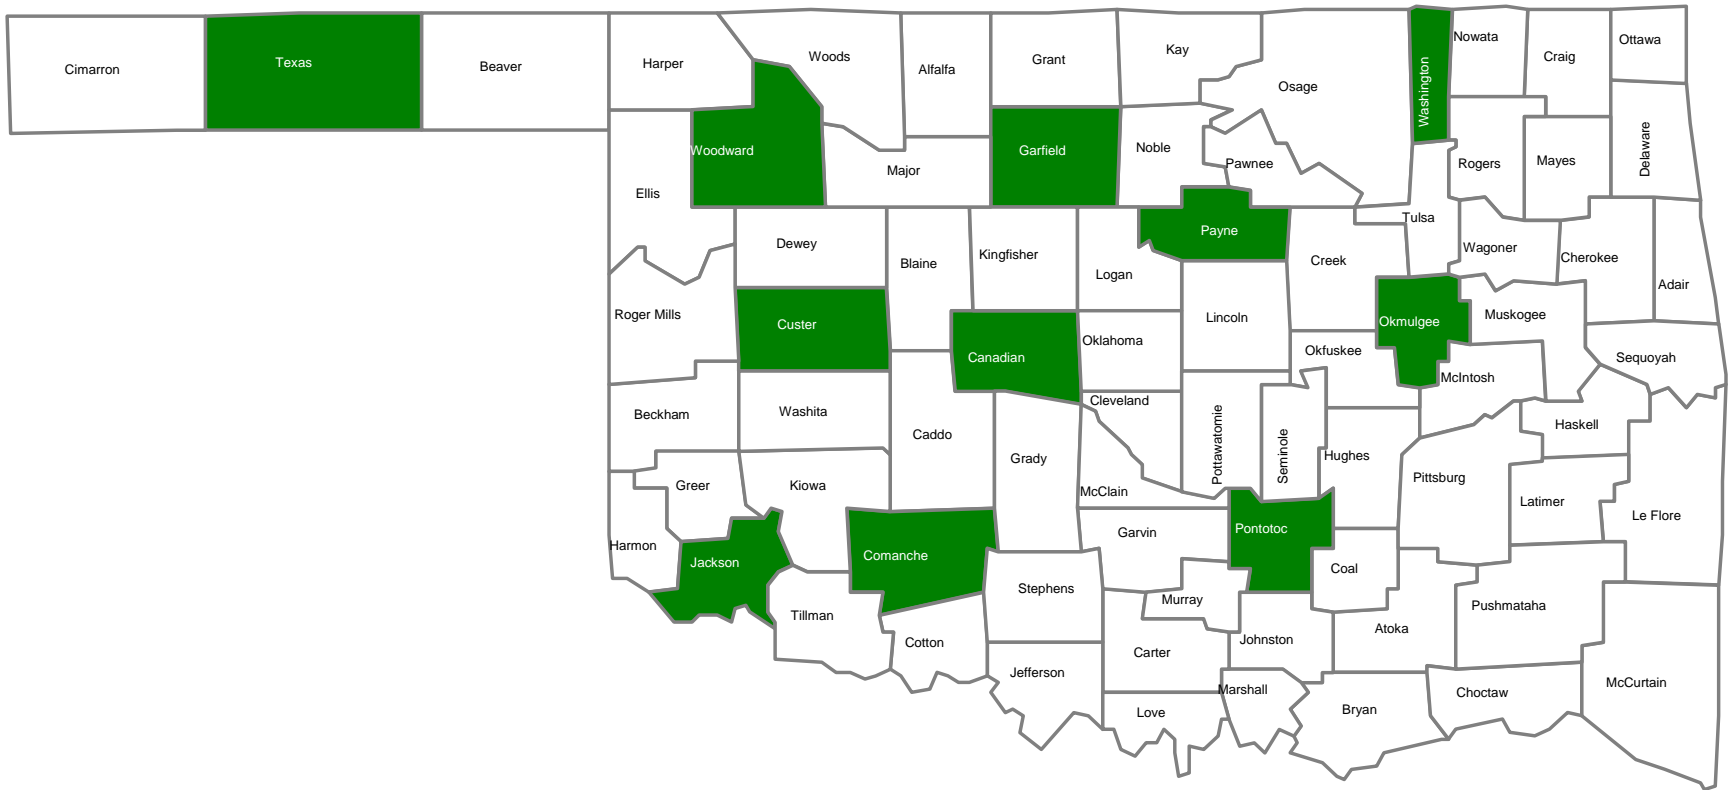 Cimarron
Texas
Beaver
Harper
Woods
Alfalfa
Grant
Kay
Osage
Washington
Nowata
Craig
Ottawa
Woodward
Ellis
Major
Garfield
Noble
Pawnee
Rogers
Mayes
Delaware
Dewey
Blaine
Kingfisher
Logan
Payne
Creek
Tulsa
Wagoner
Cherokee
Adair
Roger Mills
Custer
Canadian
Oklahoma
Lincoln
Okfuskee
Okmulgee
Muskogee
McIntosh
Sequoyah
Beckham
Washita
Caddo
Grady
Cleveland
McClain
Pottawatomie
Seminole
Hughes
Pittsburg
Haskell
Latimer
Le Flore
Harmon
Greer
Kiowa
Jackson
Comanche
Stephens
Garvin
Pontotoc
Coal
Murray
Tillman
Cotton
Jefferson
Carter
Johnston
Atoka
Pushmataha
Love
Marshall
Bryan
Choctaw
McCurtain